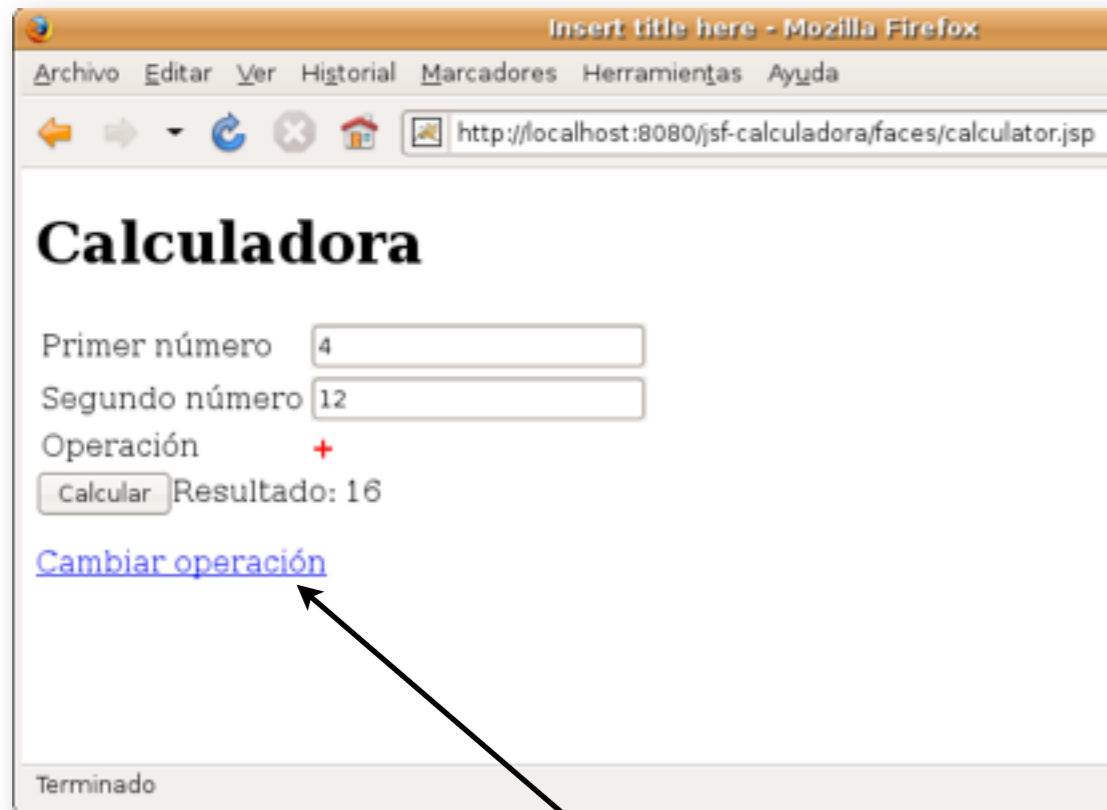 Insert title here - Mozilla Firefox
Archivo Editar Ver Historial Marcadores Herramientas Ayuda
http://localhost:8080/jsf-calculadora/faces/calculator.jsp
Calculadora
Primer número 4
Segundo número 12
Operación +
Calcular Resultado: 16
Cambiar operación
Terminado